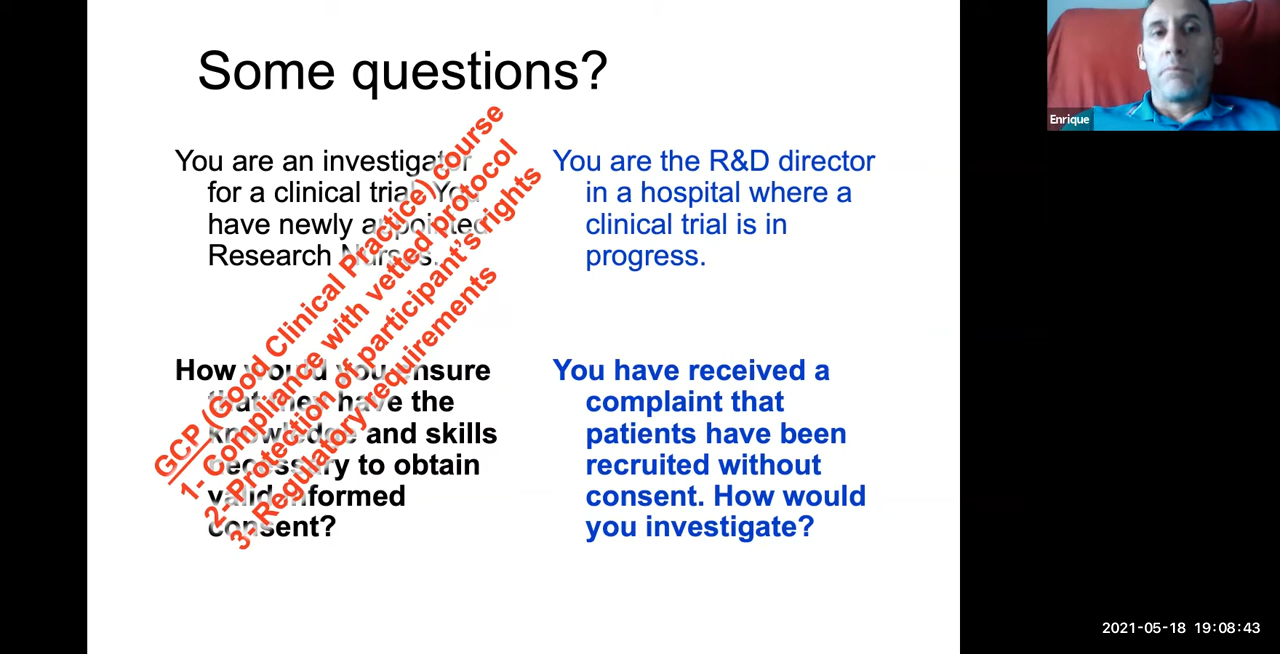 Some questions?
You are an investigator
for a clinical trial. You
have newly appointed
Research Nurses.
How would you ensure
that they have the
knowledge and skills
necessary to obtain
valid informed
consent?
GCP (Good Clinical Practice) course
1- Compliance with vetted protocol
2- Protection of participant’s rights
3- Regulatory requirements
You are the R&D director
in a hospital where a
clinical trial is in
progress.
You have received a
complaint that
patients have been
recruited without
consent. How would
you investigate?
Enrique
2021-05-18 19:08:43